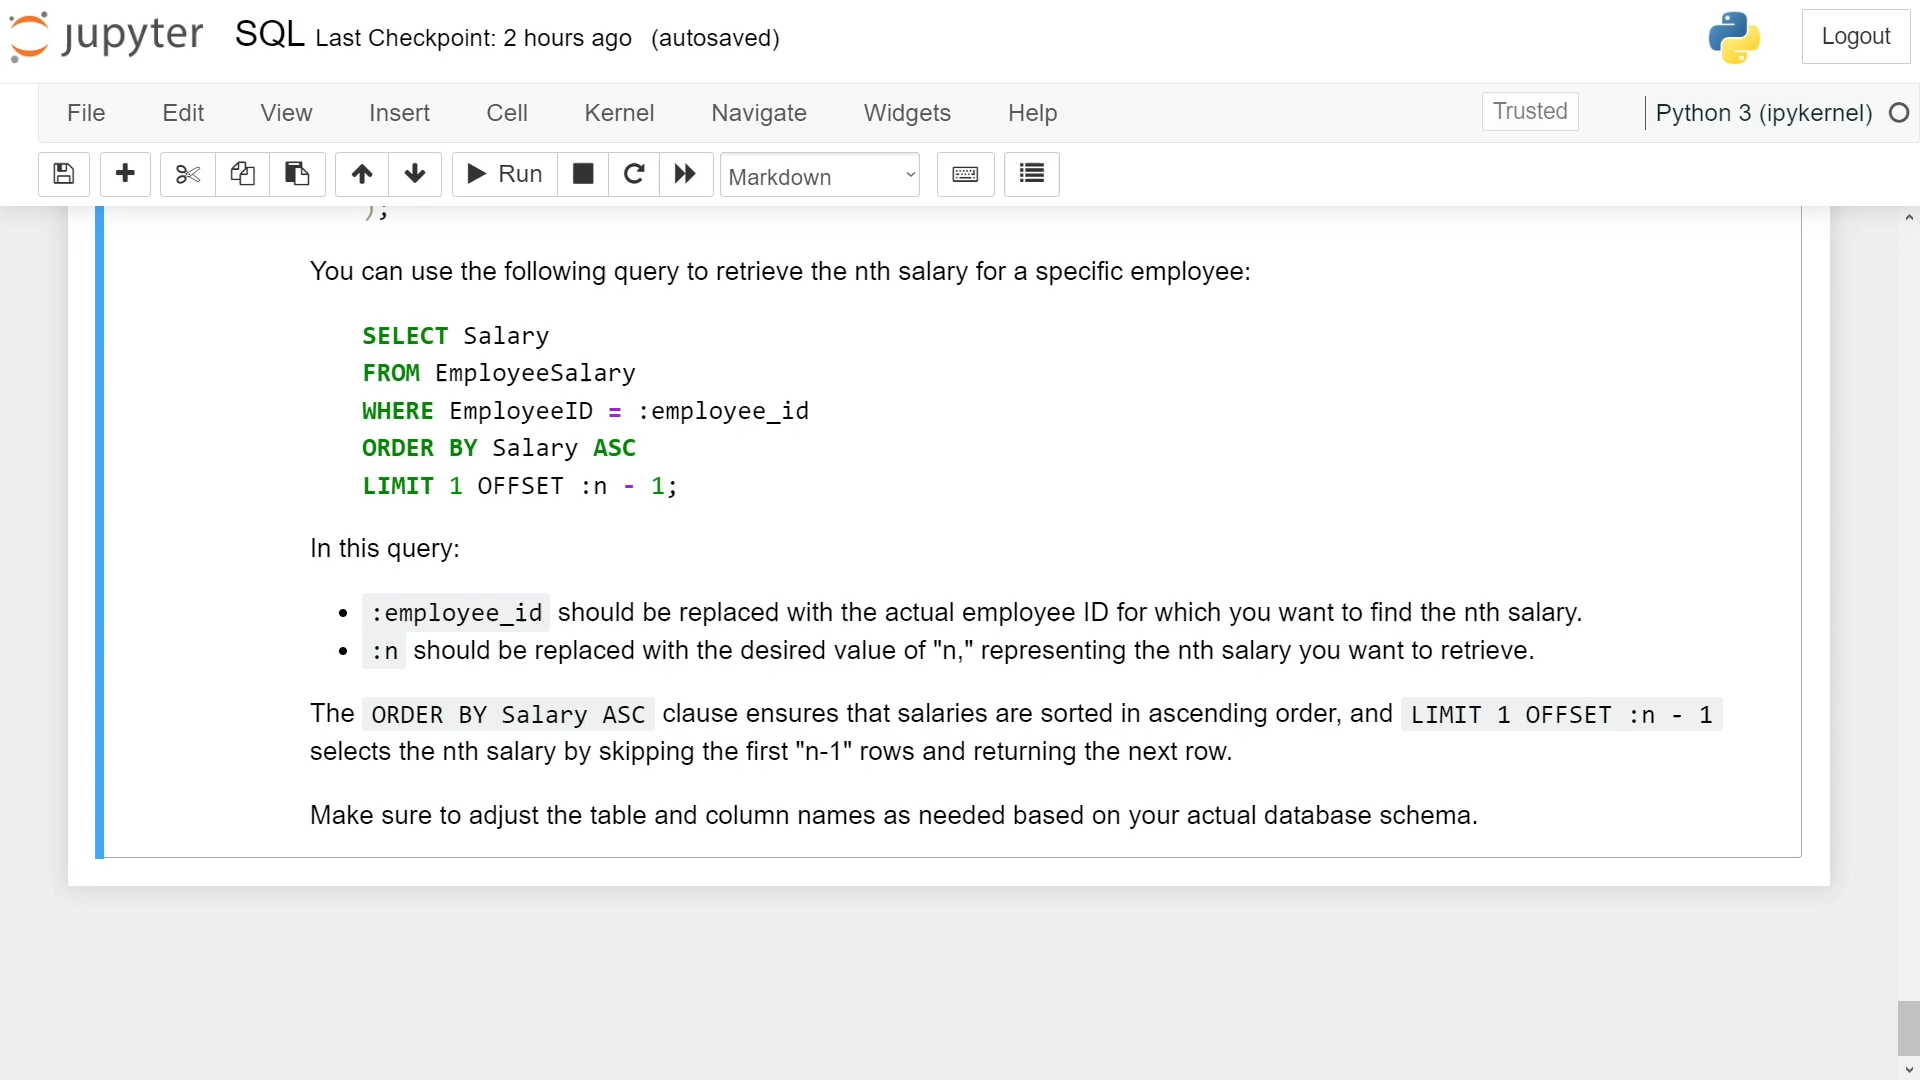 jupyter SQL Last Checkpoint: 2 hours ago (autosaved) Logout
File Edit View Insert Cell Kernel Navigate Widgets Help Trusted Python 3 (ipykernel)
Run Markdown
);
You can use the following query to retrieve the nth salary for a specific employee:
SELECT Salary
FROM EmployeeSalary
WHERE EmployeeID = :employee_id
ORDER BY Salary ASC
LIMIT 1 OFFSET :n - 1;
In this query:
• :employee_id should be replaced with the actual employee ID for which you want to find the nth salary.
• :n should be replaced with the desired value of "n," representing the nth salary you want to retrieve.
The ORDER BY Salary ASC clause ensures that salaries are sorted in ascending order, and LIMIT 1 OFFSET :n - 1
selects the nth salary by skipping the first "n-1" rows and returning the next row.
Make sure to adjust the table and column names as needed based on your actual database schema.